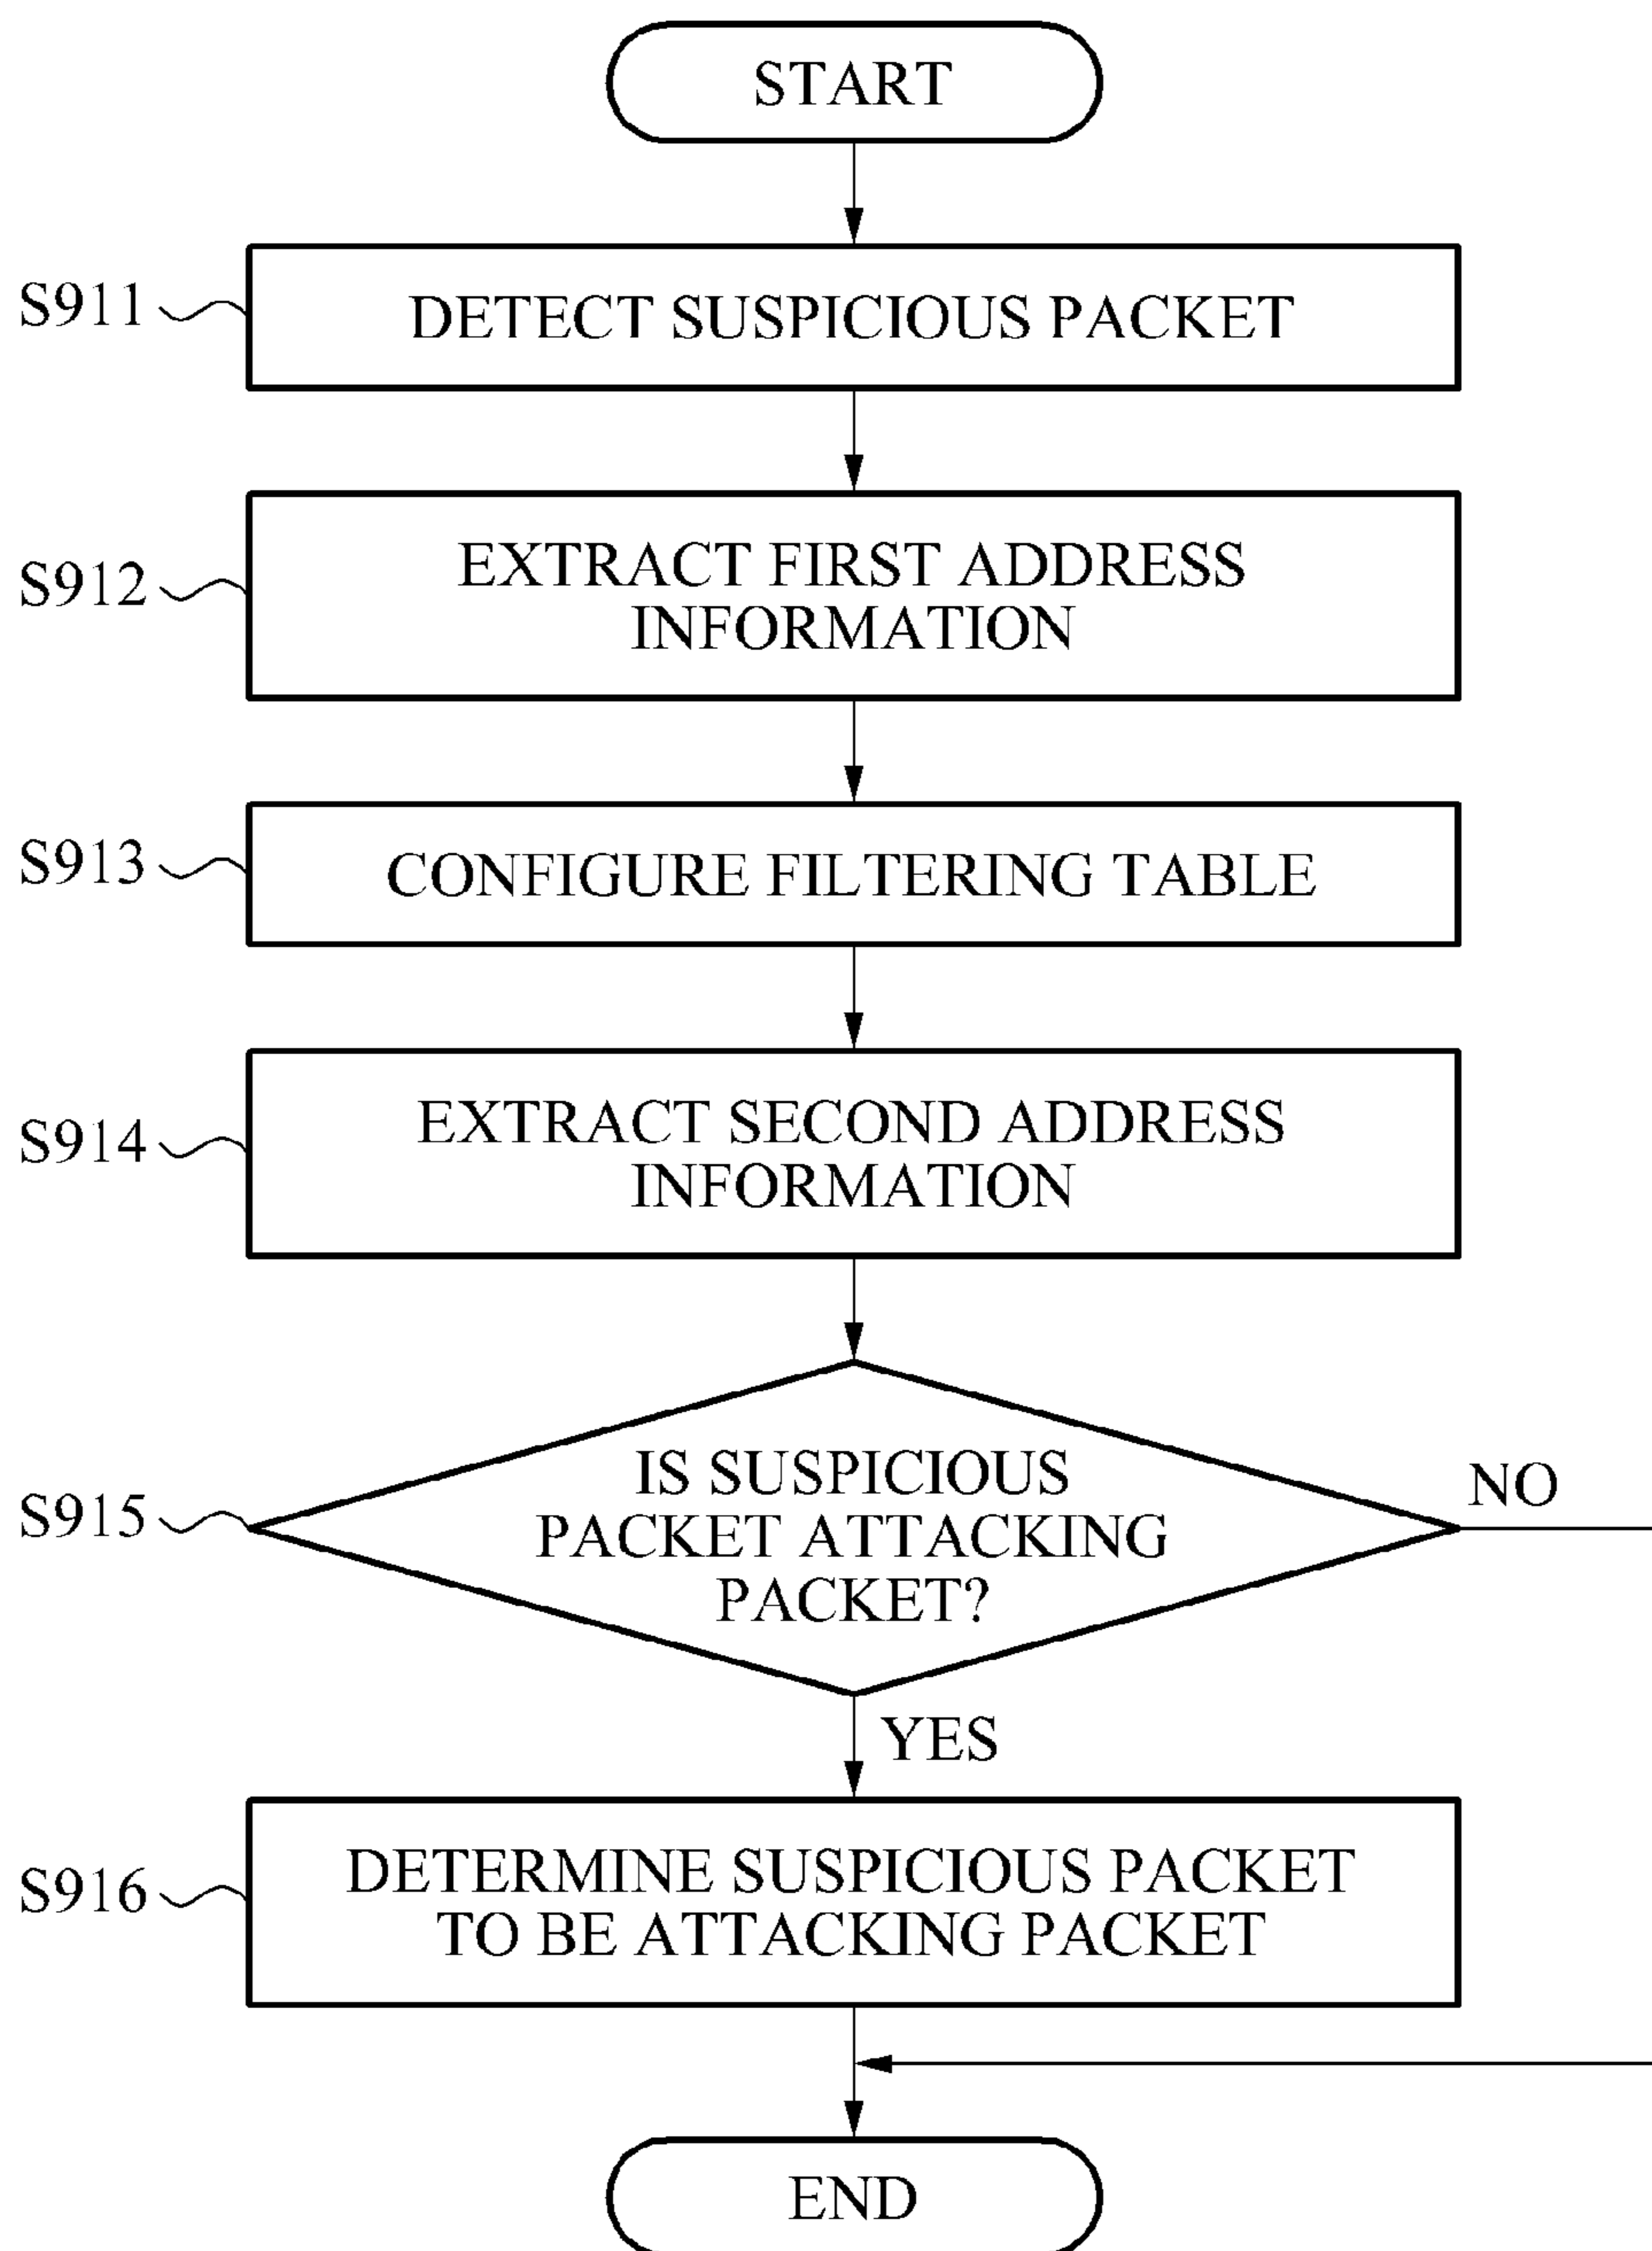 START
S911
DETECT SUSPICIOUS PACKET
S912
EXTRACT FIRST ADDRESS
INFORMATION
S913
CONFIGURE FILTERING TABLE
S914
EXTRACT SECOND ADDRESS
INFORMATION
S915
IS SUSPICIOUS
PACKET ATTACKING
PACKET?
NO
YES
S916
DETERMINE SUSPICIOUS PACKET
TO BE ATTACKING PACKET
END